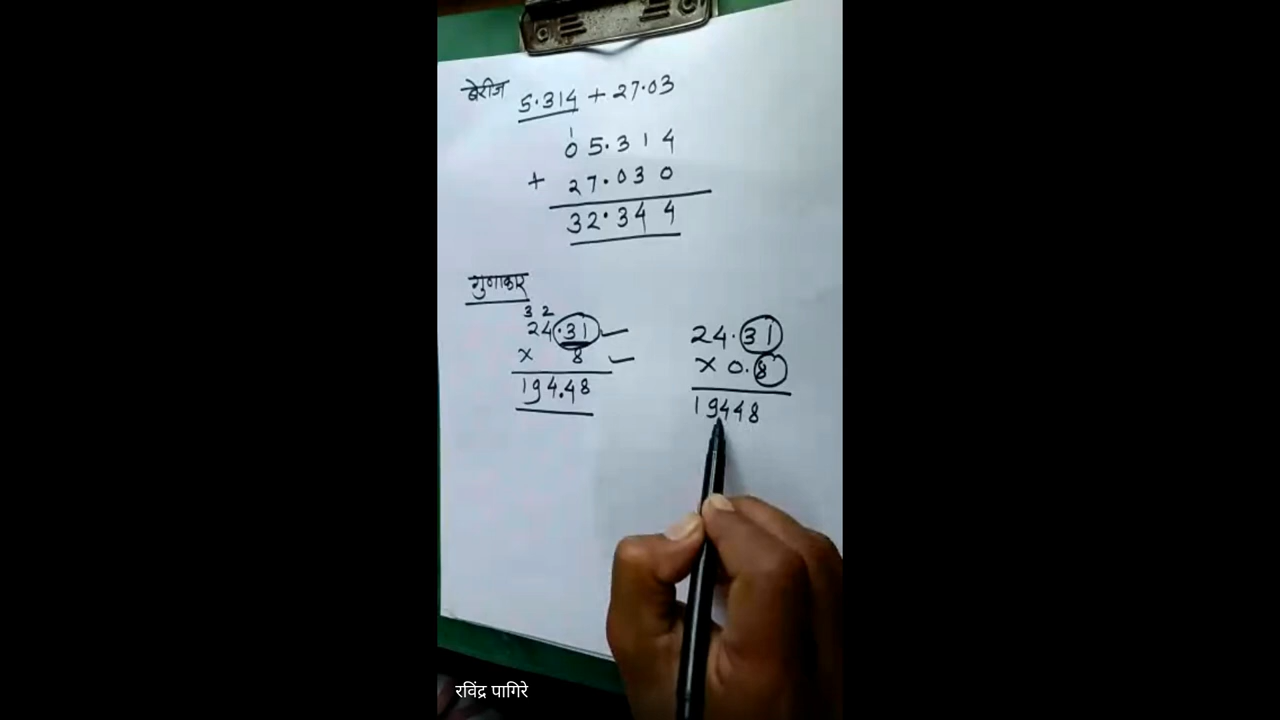 बेरीज 5.314 + 27.03
1
05.314
+ 27.030
32.344
गुणाकार
3 2
24.31
x 8
194.48
24.31
x 0.8
19448
रविंद्र पागिरे